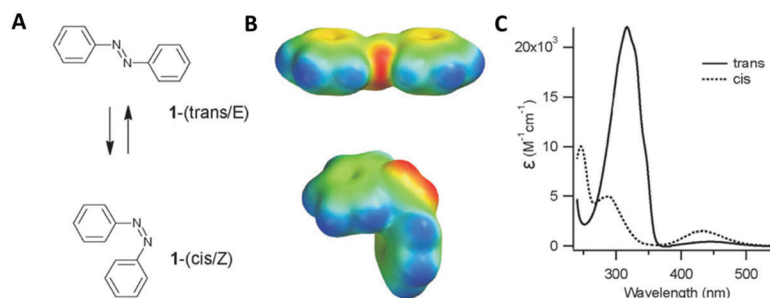 A
N
N
1-(trans/E)
N
N
1-(cis/Z)
B
C
20x10³
15
10
5
0
ε (M⁻¹cm⁻¹)
trans
cis
300
400
500
Wavelength (nm)